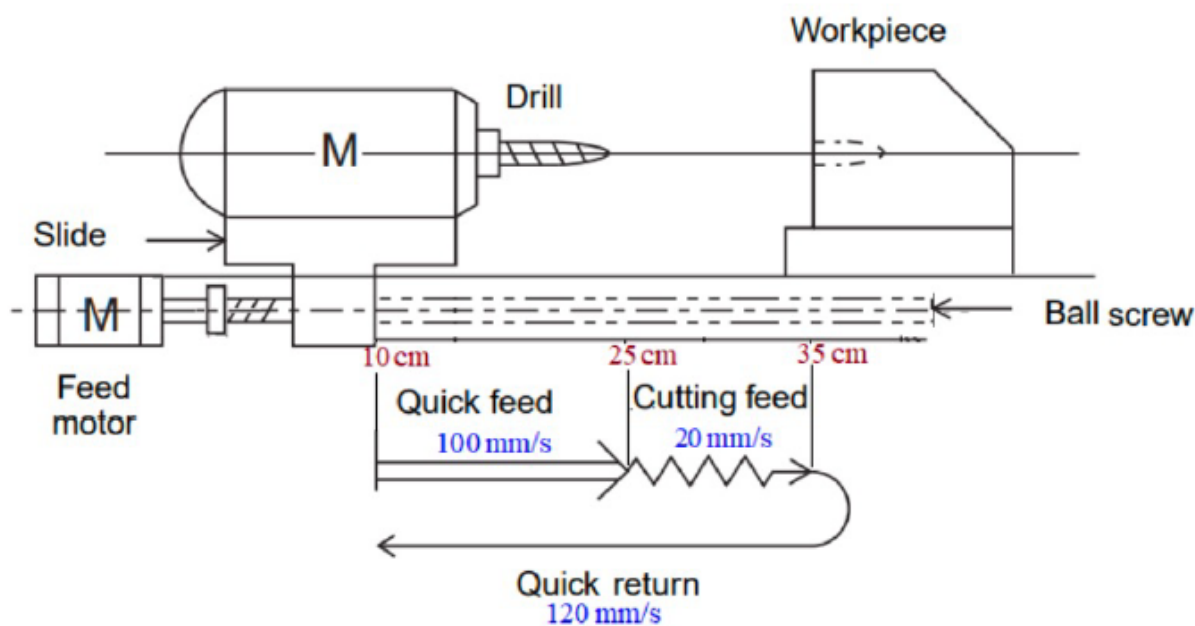 Workpiece
Drill
M
Slide
M
Ball screw
10 cm
25 cm
35 cm
Feed
motor
Quick feed
Cutting feed
100 mm/s
20 mm/s
Quick return
120 mm/s